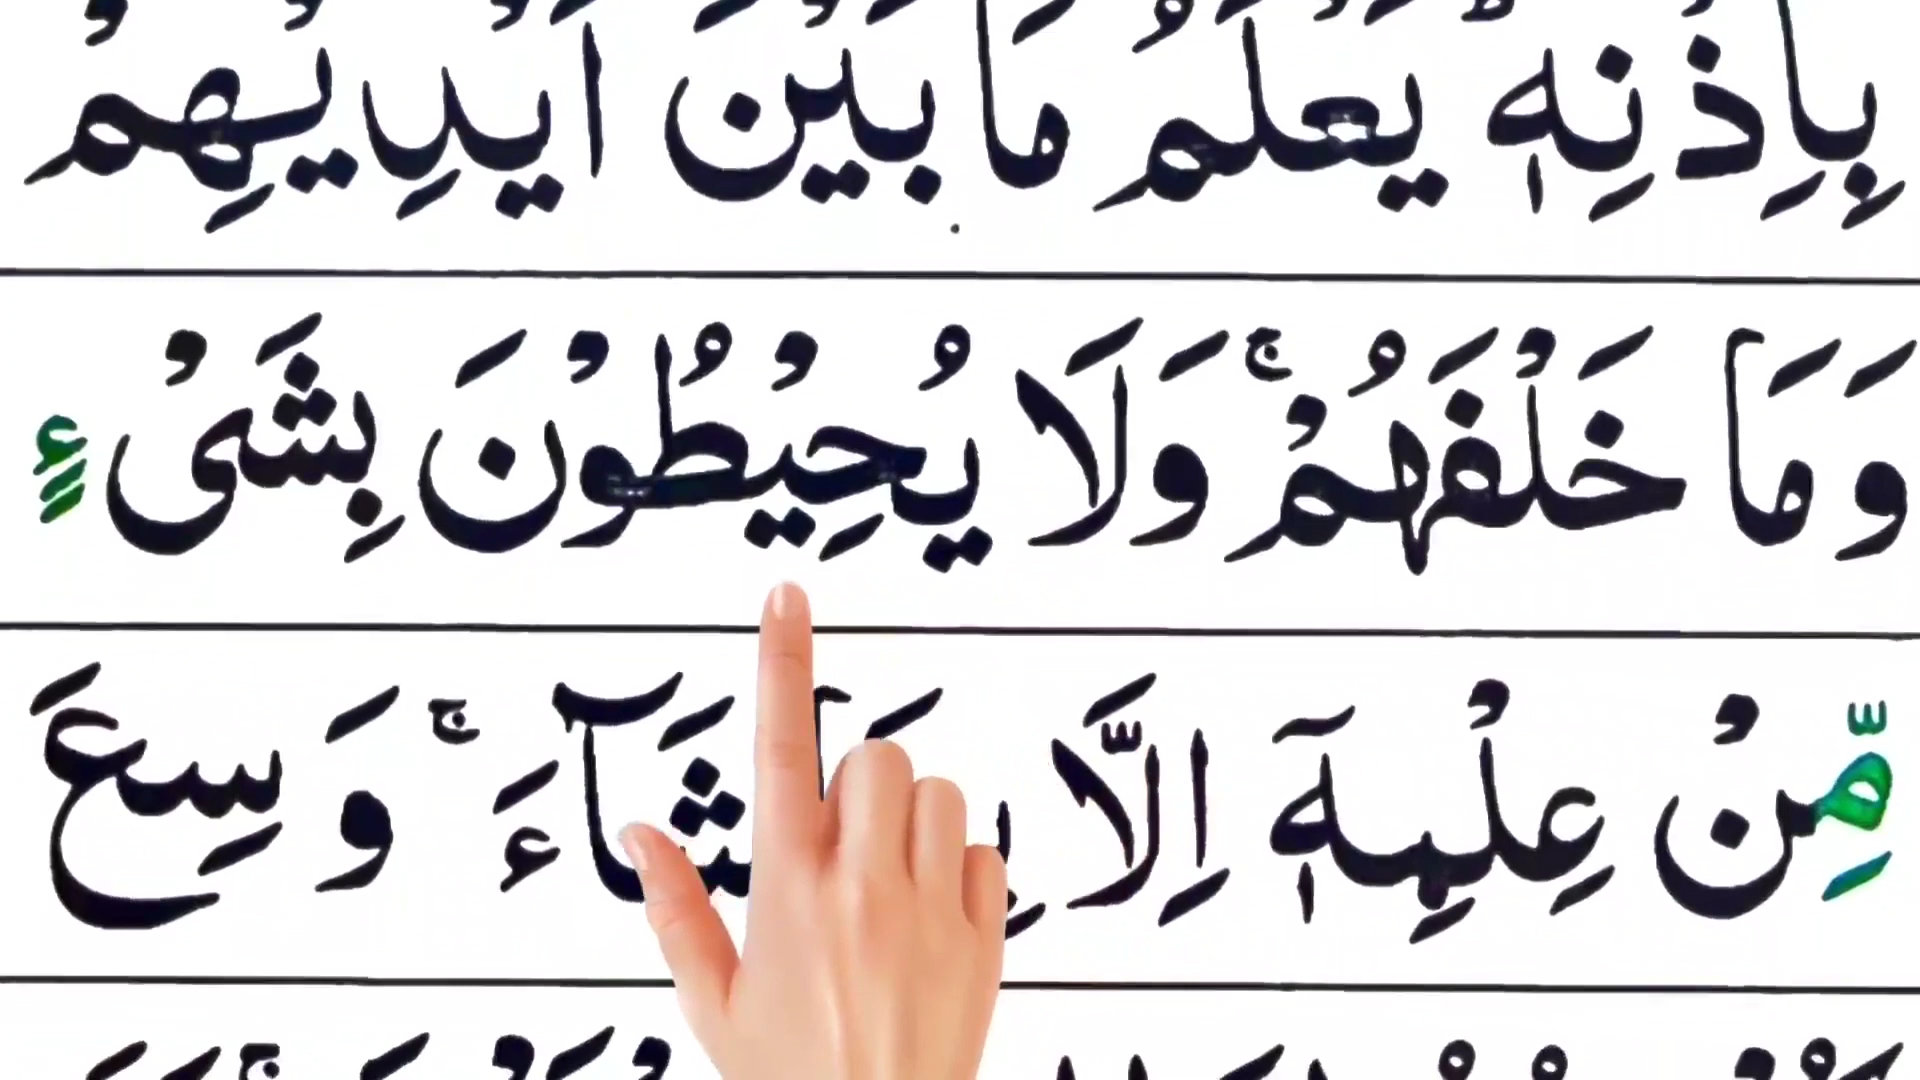 بِاِذْنِهٖ يَعْلَمُ مَا بَيْنَ اَيْدِيْهِمْ
وَمَا خَلْفَهُمْ ۚ وَلَا يُحِيْطُوْنَ بِشَىْءٍ
مِّنْ عِلْمِهٖۤ اِلَّا شَآءَ ۚ وَسِعَ